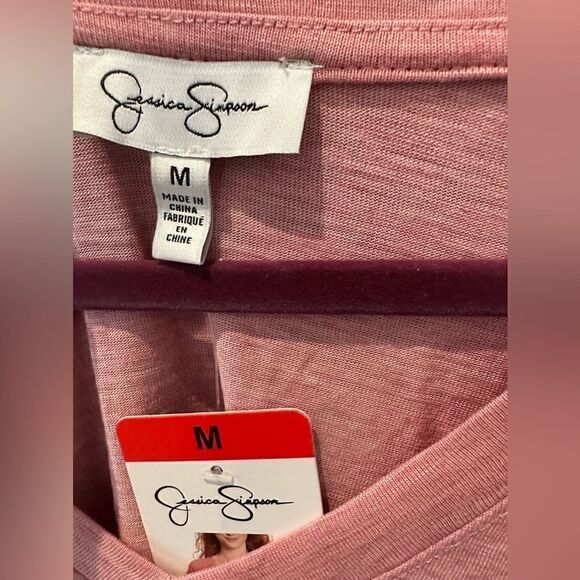 Jessica Simpson
M
MADE IN
CHINA
FABRIQUÉ
EN
CHINE
M
Jessica Simpson